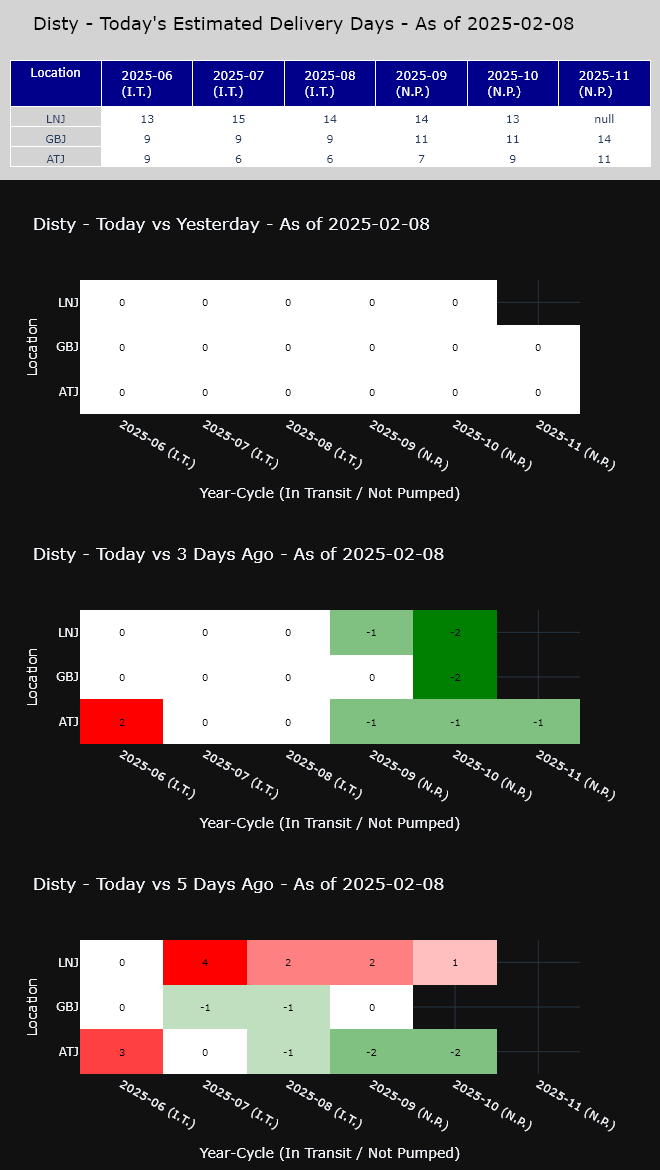 Disty - Today's Estimated Delivery Days - As of 2025-02-08
Location 2025-06 (I.T.) 2025-07 (I.T.) 2025-08 (I.T.) 2025-09 (N.P.) 2025-10 (N.P.) 2025-11 (N.P.)
LNJ 13 15 14 14 13 null
GBJ 9 9 9 11 11 14
ATJ 9 6 6 7 9 11
Disty - Today vs Yesterday - As of 2025-02-08
Location
LNJ 0 0 0 0 0
GBJ 0 0 0 0 0 0
ATJ 0 0 0 0 0 0
2025-06 (I.T.) 2025-07 (I.T.) 2025-08 (I.T.) 2025-09 (N.P.) 2025-10 (N.P.) 2025-11 (N.P.)
Year-Cycle (In Transit / Not Pumped)
Disty - Today vs 3 Days Ago - As of 2025-02-08
Location
LNJ 0 0 0 -1 -2
GBJ 0 0 0 0 -2
ATJ 2 0 0 -1 -1 -1
2025-06 (I.T.) 2025-07 (I.T.) 2025-08 (I.T.) 2025-09 (N.P.) 2025-10 (N.P.) 2025-11 (N.P.)
Year-Cycle (In Transit / Not Pumped)
Disty - Today vs 5 Days Ago - As of 2025-02-08
Location
LNJ 0 4 2 2 1
GBJ 0 -1 -1 0
ATJ 3 0 -1 -2 -2
2025-06 (I.T.) 2025-07 (I.T.) 2025-08 (I.T.) 2025-09 (N.P.) 2025-10 (N.P.) 2025-11 (N.P.)
Year-Cycle (In Transit / Not Pumped)